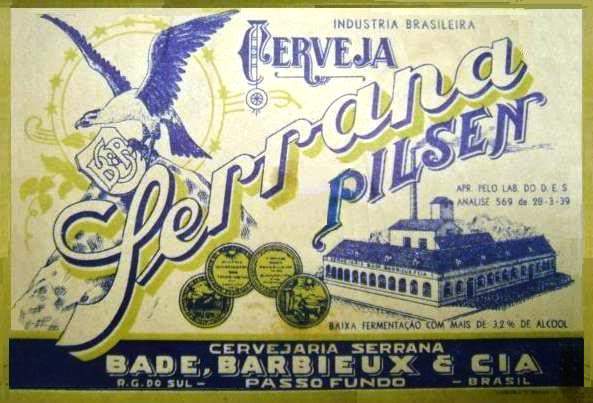 INDUSTRIA BRASILEIRA
CERVEJA
Serrana
PILSEN
APR. PELO LAB. DO D. E. S.
ANALISE 569 de 28-3-39
BAIXA FERMENTAÇÃO COM MAIS DE 3,2% DE ALCOOL
CERVEJARIA SERRANA
BADE, BARBIEUX & CIA
R.G. DO SUL - PASSO FUNDO - BRASIL